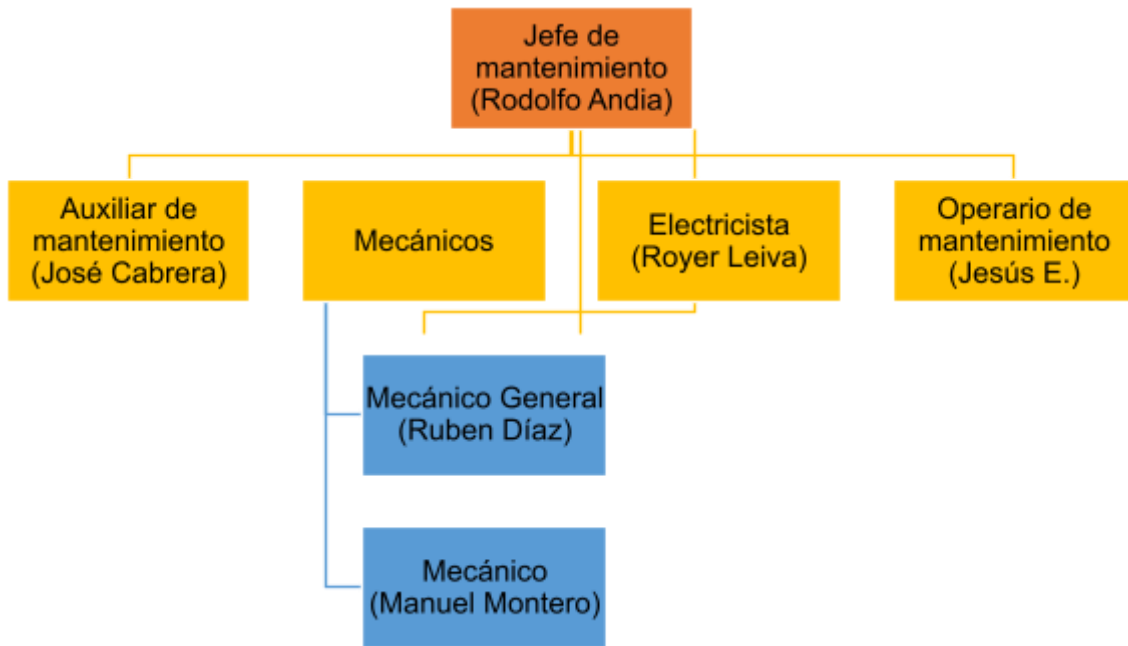 Jefe de
mantenimiento
(Rodolfo Andia)
Auxiliar de
mantenimiento
(José Cabrera)
Mecánicos
Electricista
(Royer Leiva)
Operario de
mantenimiento
(Jesús E.)
Mecánico General
(Ruben Díaz)
Mecánico
(Manuel Montero)